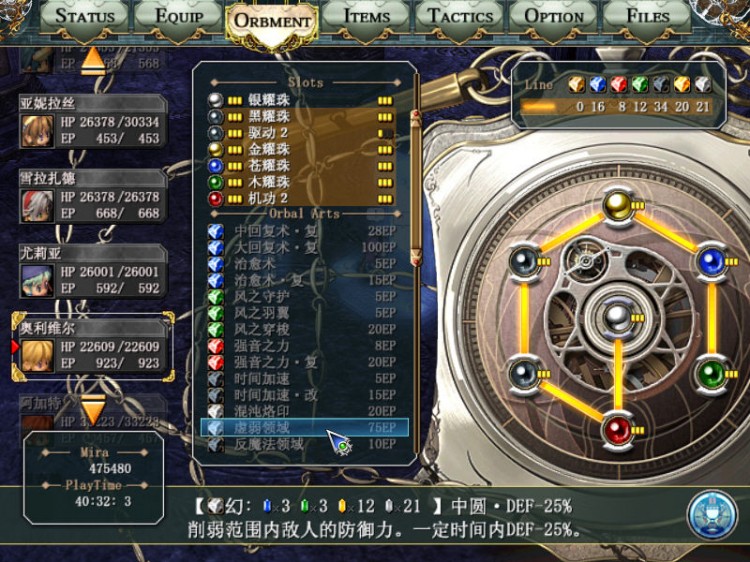 STATUS EQUIP ORBMENT ITEMS TACTICS OPTION FILES
EP 568
亚妮拉丝
HP 26378/30334
EP 453/ 453
雪拉扎德
HP 26378/26378
EP 668/ 668
尤莉亚
HP 26001/26001
EP 592/ 592
奥利维尔
HP 22609/22609
EP 923/ 923
阿加特
Mira
475480
PlayTime
40:32: 3
Slots
银耀珠
黑耀珠
驱动 2
金耀珠
苍耀珠
木耀珠
机功 2
Orbal Arts
中回复术·复 28EP
大回复术·复 100EP
治愈术 5EP
治愈术·复 15EP
风之守护 5EP
风之羽翼 5EP
风之穿梭 20EP
强音之力 8EP
强音之力·复 20EP
时间加速 5EP
时间加速·改 15EP
混沌烙印 20EP
虚弱领域 75EP
反魔法领域 10EP
Line
0 16 8 12 34 20 21
【幻: ×3 ×3 ×12 ×21 】中圆·DEF-25%
削弱范围内敌人的防御力。一定时间内DEF-25%。